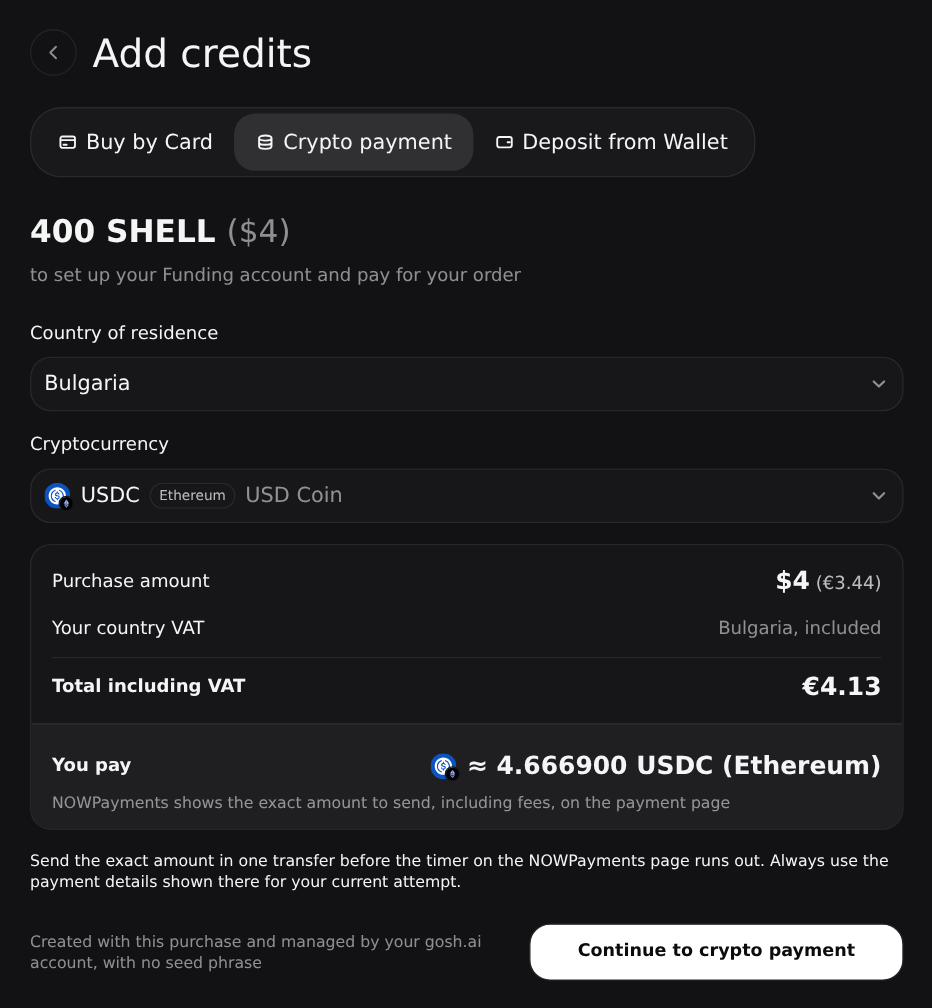 Add credits
Buy by Card
Crypto payment
Deposit from Wallet
400 SHELL ($4)
to set up your Funding account and pay for your order
Country of residence
Bulgaria
Cryptocurrency
USDC Ethereum USD Coin
Purchase amount $4 (€3.44)
Your country VAT Bulgaria, included
Total including VAT €4.13
You pay ≈ 4.666900 USDC (Ethereum)
NOWPayments shows the exact amount to send, including fees, on the payment page
Send the exact amount in one transfer before the timer on the NOWPayments page runs out. Always use the
payment details shown there for your current attempt.
Created with this purchase and managed by your gosh.ai
account, with no seed phrase
Continue to crypto payment